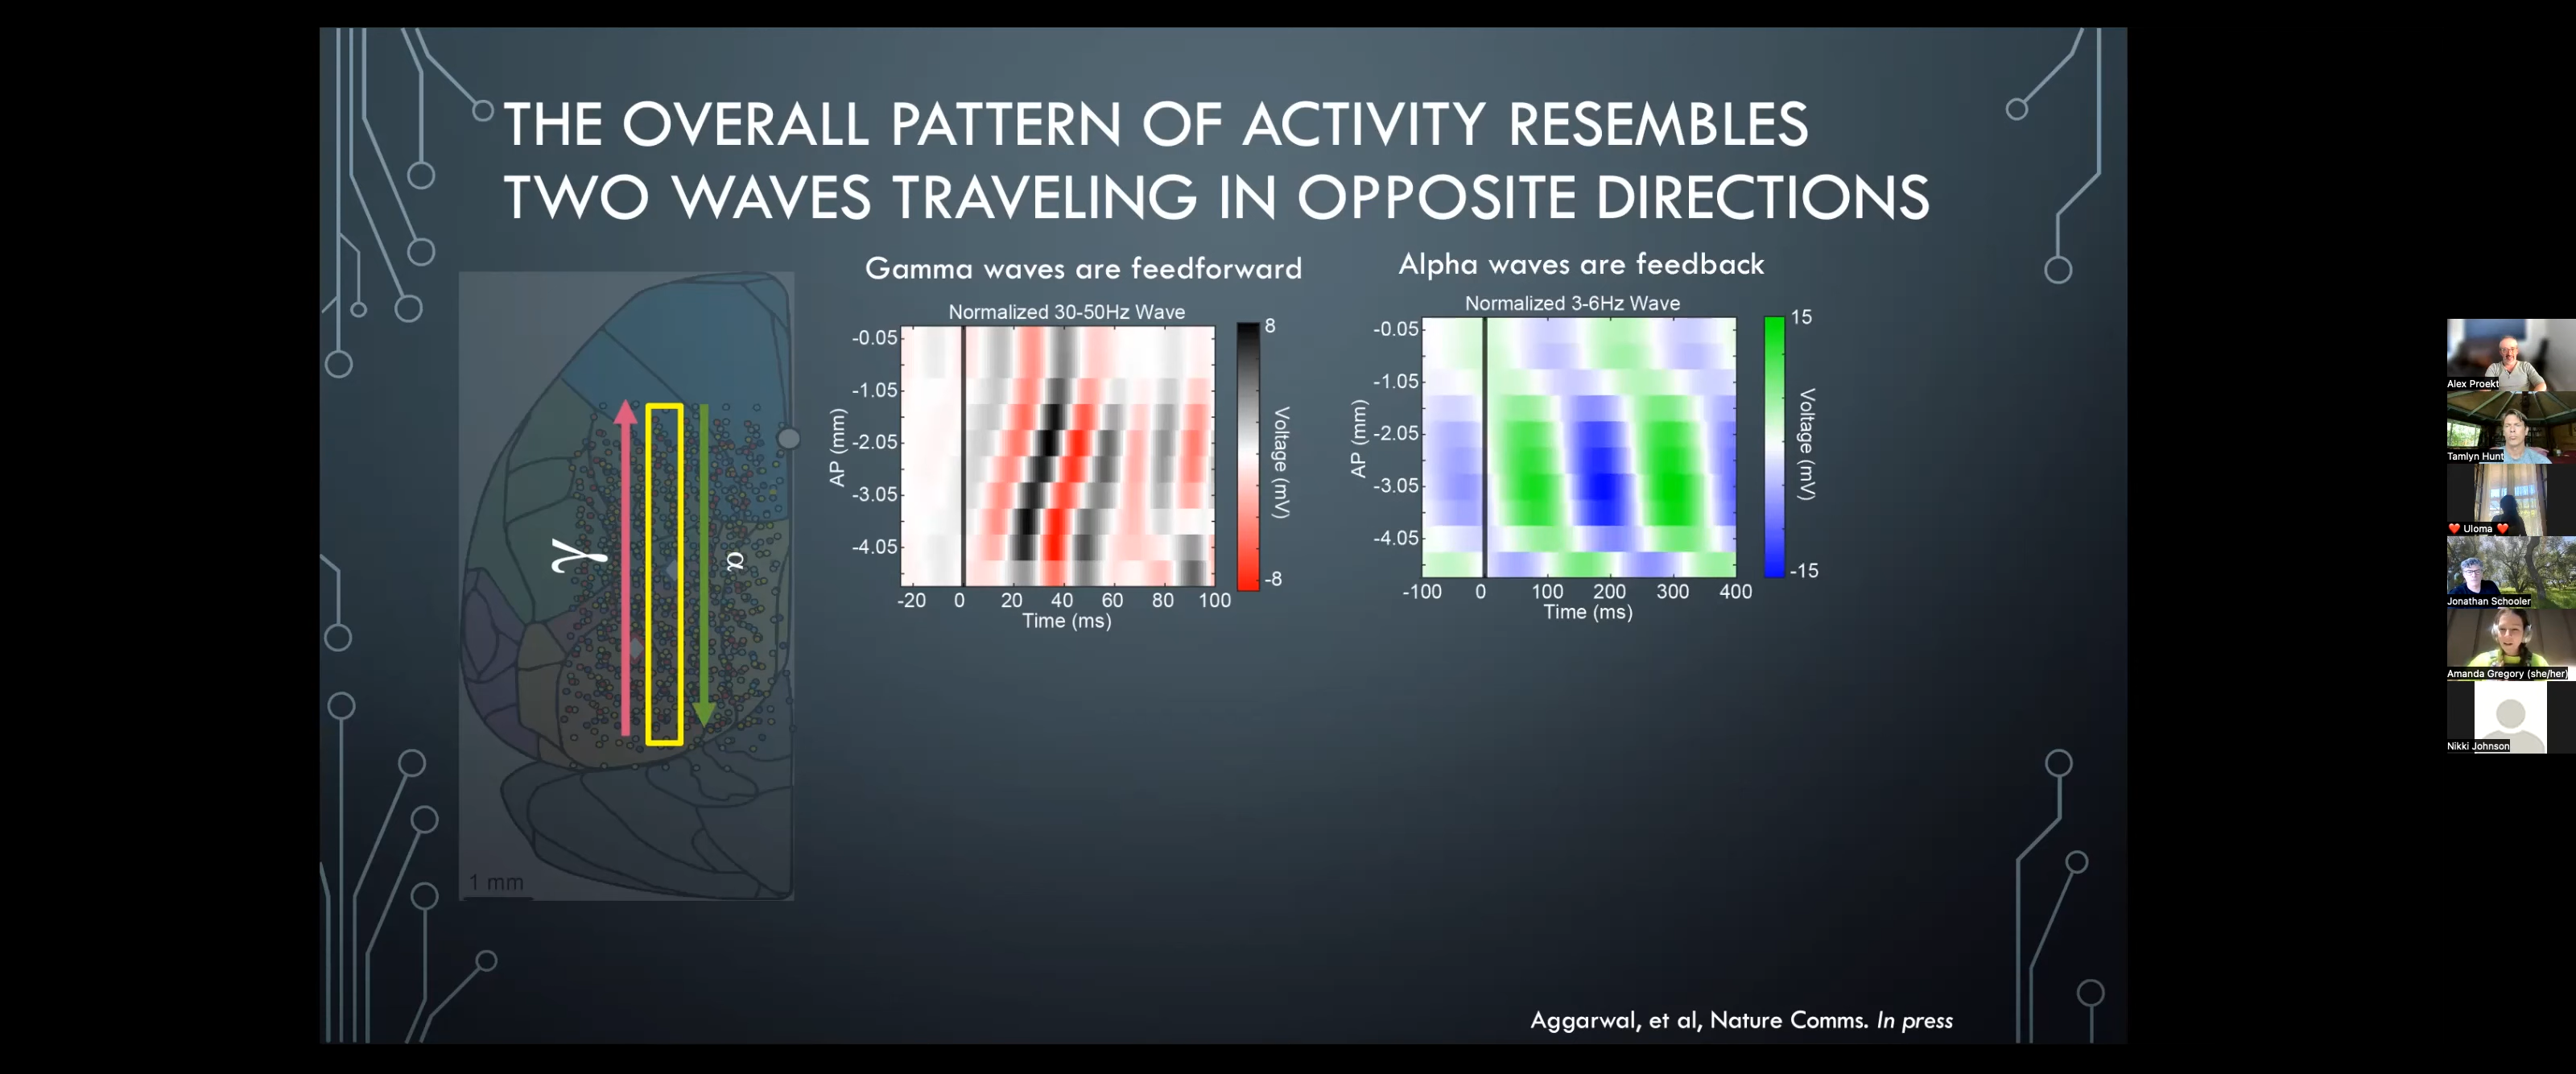 THE OVERALL PATTERN OF ACTIVITY RESEMBLES
TWO WAVES TRAVELING IN OPPOSITE DIRECTIONS
Gamma waves are feedforward
Normalized 30-50Hz Wave
-0.05
-1.05
-2.05
-3.05
-4.05
AP (mm)
-20 0 20 40 60 80 100
Time (ms)
8
-8
Voltage (mV)
Alpha waves are feedback
Normalized 3-6Hz Wave
-0.05
-1.05
-2.05
-3.05
-4.05
AP (mm)
-100 0 100 200 300 400
Time (ms)
15
-15
Voltage (mV)
γ
α
1 mm
Aggarwal, et al, Nature Comms. In press
Alex Proekt
Tamlyn Hunt
❤️ Uloma ❤️
Jonathan Schooler
Amanda Gregory (she/her)
Nikki Johnson